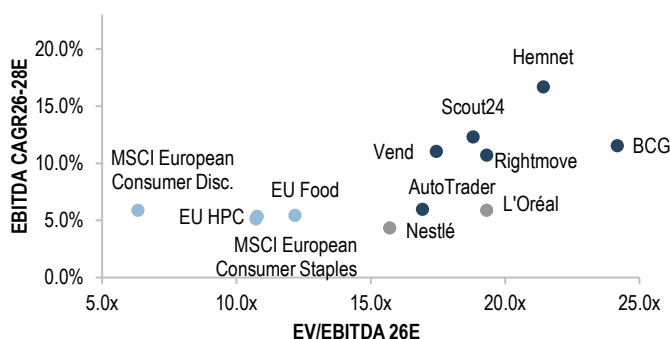 EBITDA CAGR26-28E
20.0%
15.0%
10.0%
5.0%
0.0%
Hemnet
Scout24
Vend
BCG
Rightmove
MSCI European
Consumer Disc.
EU Food
AutoTrader
L'Oréal
EU HPC
Nestlé
MSCI European
Consumer Staples
5.0x
10.0x
15.0x
20.0x
25.0x
EV/EBITDA 26E